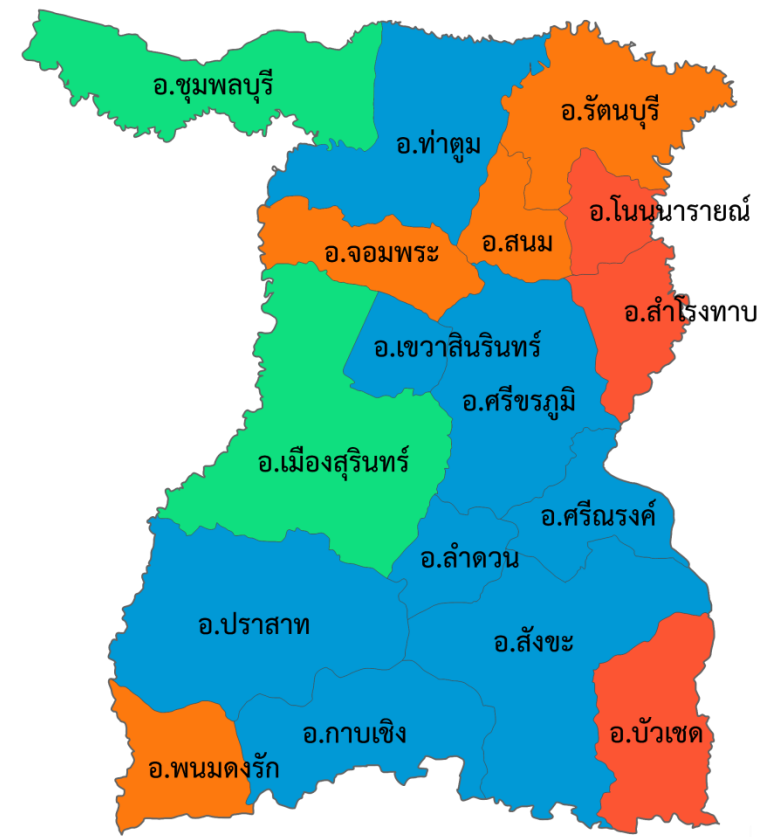 อ.ชุมพลบุรี
อ.รัตนบุรี
อ.ท่าตูม
อ.โนนนารายณ์
อ.สนม
อ.จอมพระ
อ.สำโรงทาบ
อ.เขวาสินรินทร์
อ.ศรีขรภูมิ
อ.เมืองสุรินทร์
อ.ศรีณรงค์
อ.ลำดวน
อ.ปราสาท
อ.สังขะ
อ.กาบเชิง
อ.บัวเชด
อ.พนมดงรัก